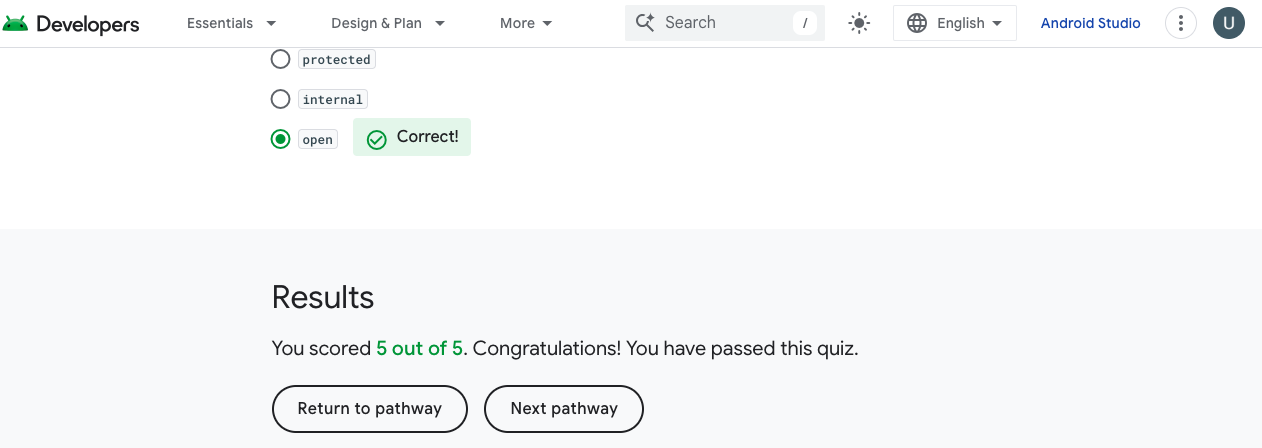 Developers Essentials Design & Plan More Search / English Android Studio U
protected
internal
open Correct!
Results
You scored 5 out of 5. Congratulations! You have passed this quiz.
Return to pathway Next pathway